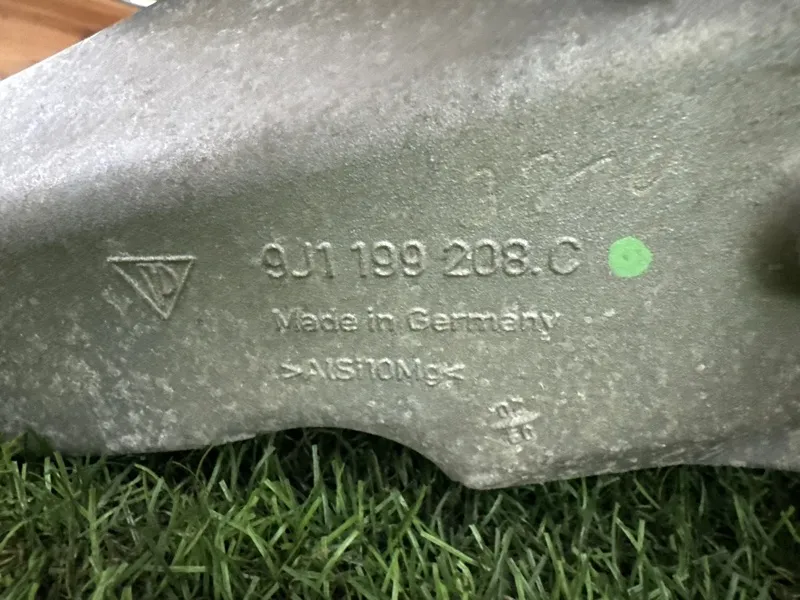 9J1 199 208.C
Made in Germany
>AlSi10Mg<